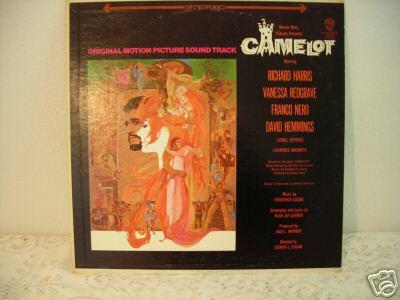 STEREO
Warner Bros.
Pictures Presents
CAMELOT
ORIGINAL MOTION PICTURE SOUND TRACK
Starring
RICHARD HARRIS
VANESSA REDGRAVE
FRANCO NERO
DAVID HEMMINGS
LIONEL JEFFRIES
LAURENCE NAISMITH
Music by
FREDERICK LOEWE
Screenplay and Lyrics by
ALAN JAY LERNER
Produced by
JACK L. WARNER
Directed by
JOSHUA L. LOGAN